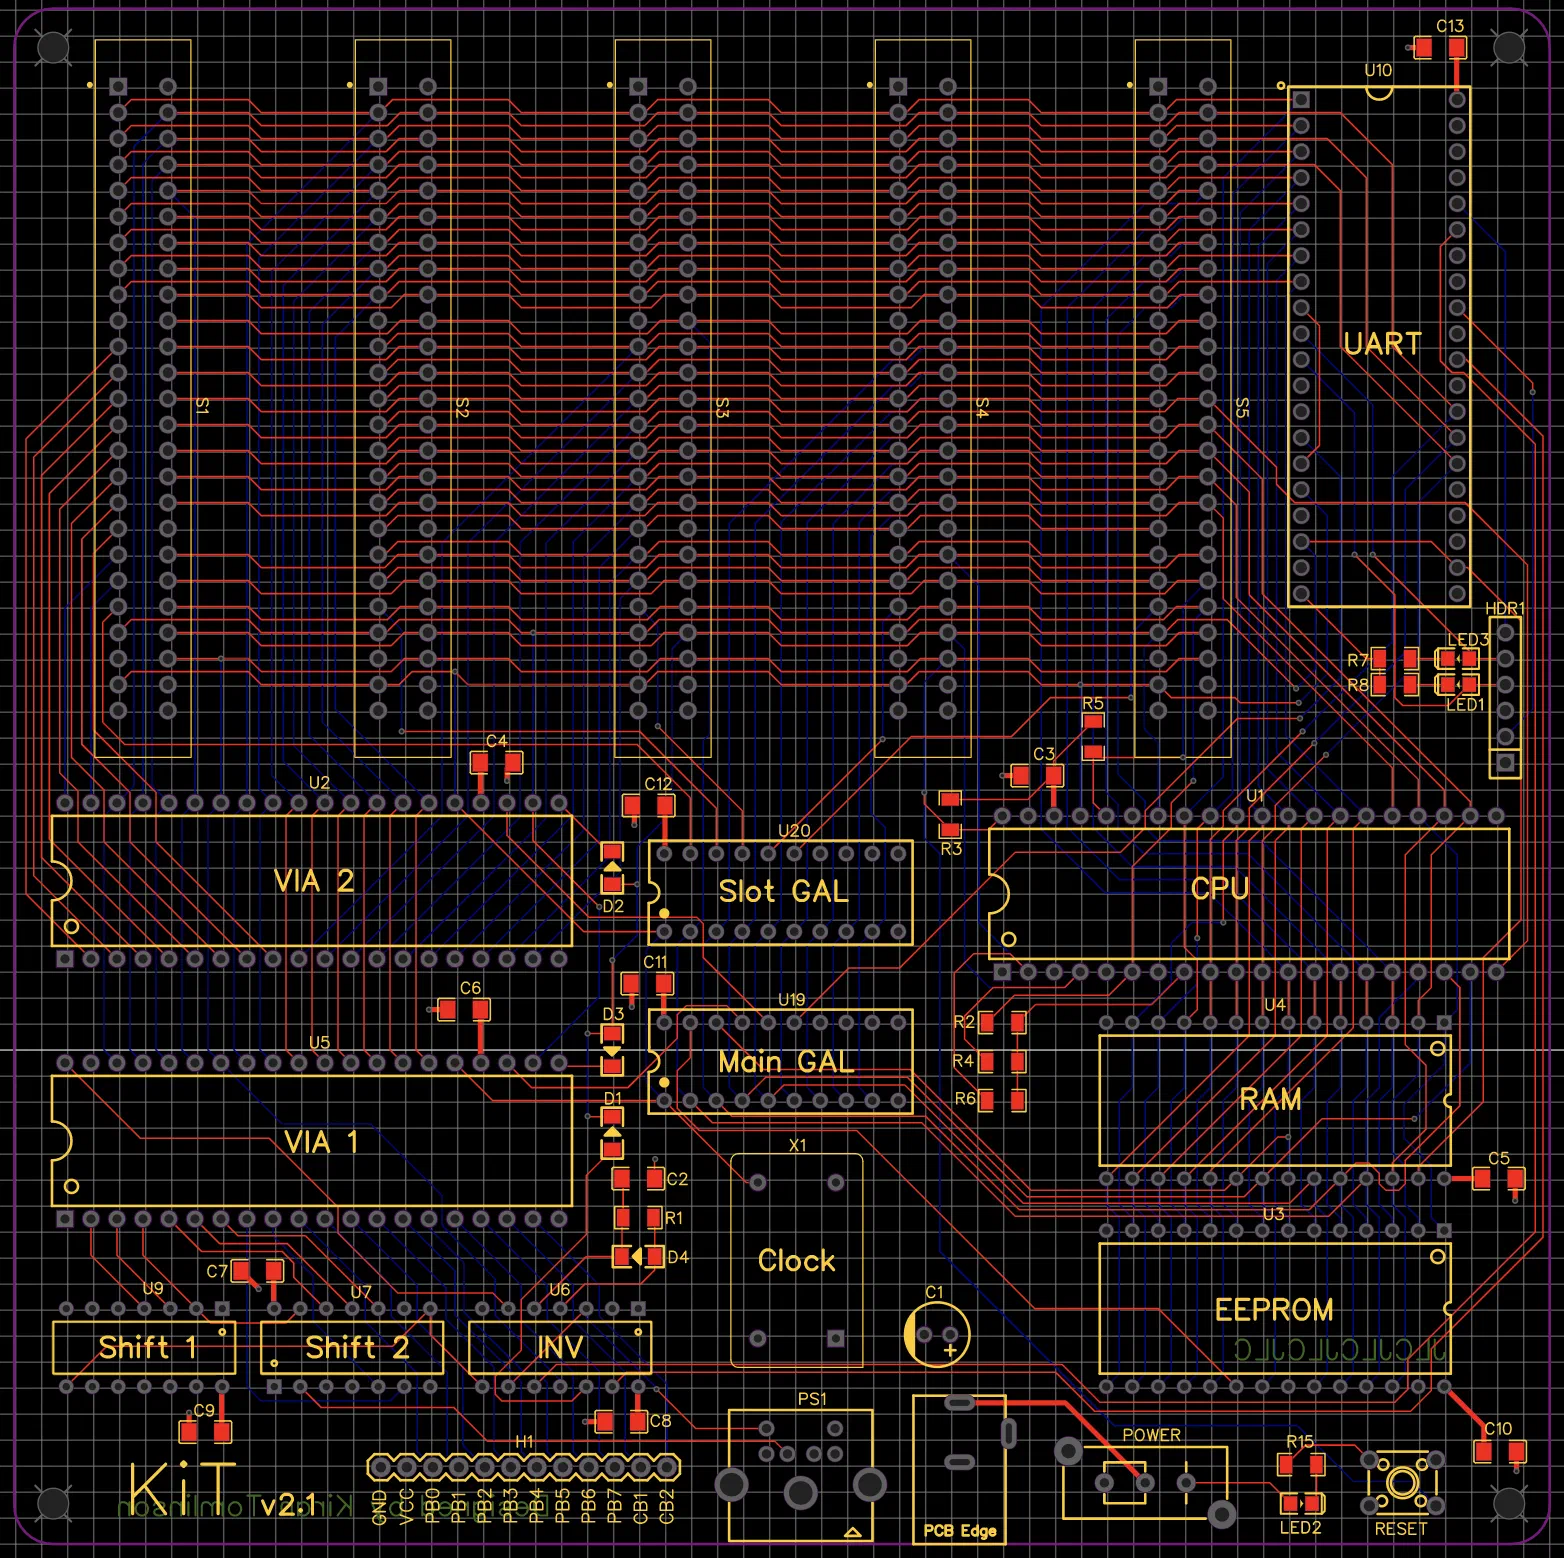 C13
U10
UART
S1
S2
S3
S4
S5
HDR1
LED3
R7
R8
LED1
R5
C4
C3
U2
C12
U1
U20
R3
VIA 2
Slot GAL
CPU
D2
C11
C6
U19
D3
R2
U4
U5
Main GAL
R4
RAM
D1
R6
VIA 1
X1
C2
C5
R1
U3
D4
Clock
C7
U9
U7
U6
C1
EEPROM
+
Shift 1
Shift 2
INV
JLCJLCJLCJLC
PS1
C9
C8
C10
H1
POWER
R15
KiT v2.1
Tomlinson
GND
VCC
PB0
PB1
PB2
PB3
PB4
PB5
PB6
PB7
CB1
CB2
PCB Edge
LED2
RESET